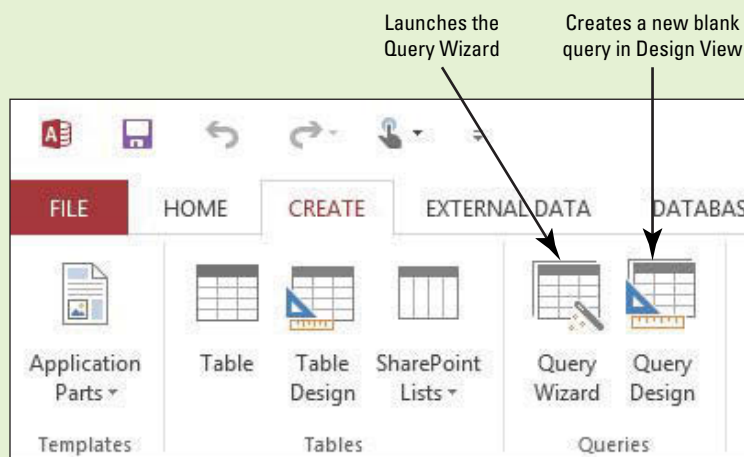 Launches the Query Wizard
Creates a new blank query in Design View
FILE HOME CREATE EXTERNAL DATA DATABAS
Application Parts
Table
Table Design
SharePoint Lists
Query Wizard
Query Design
Templates
Tables
Queries